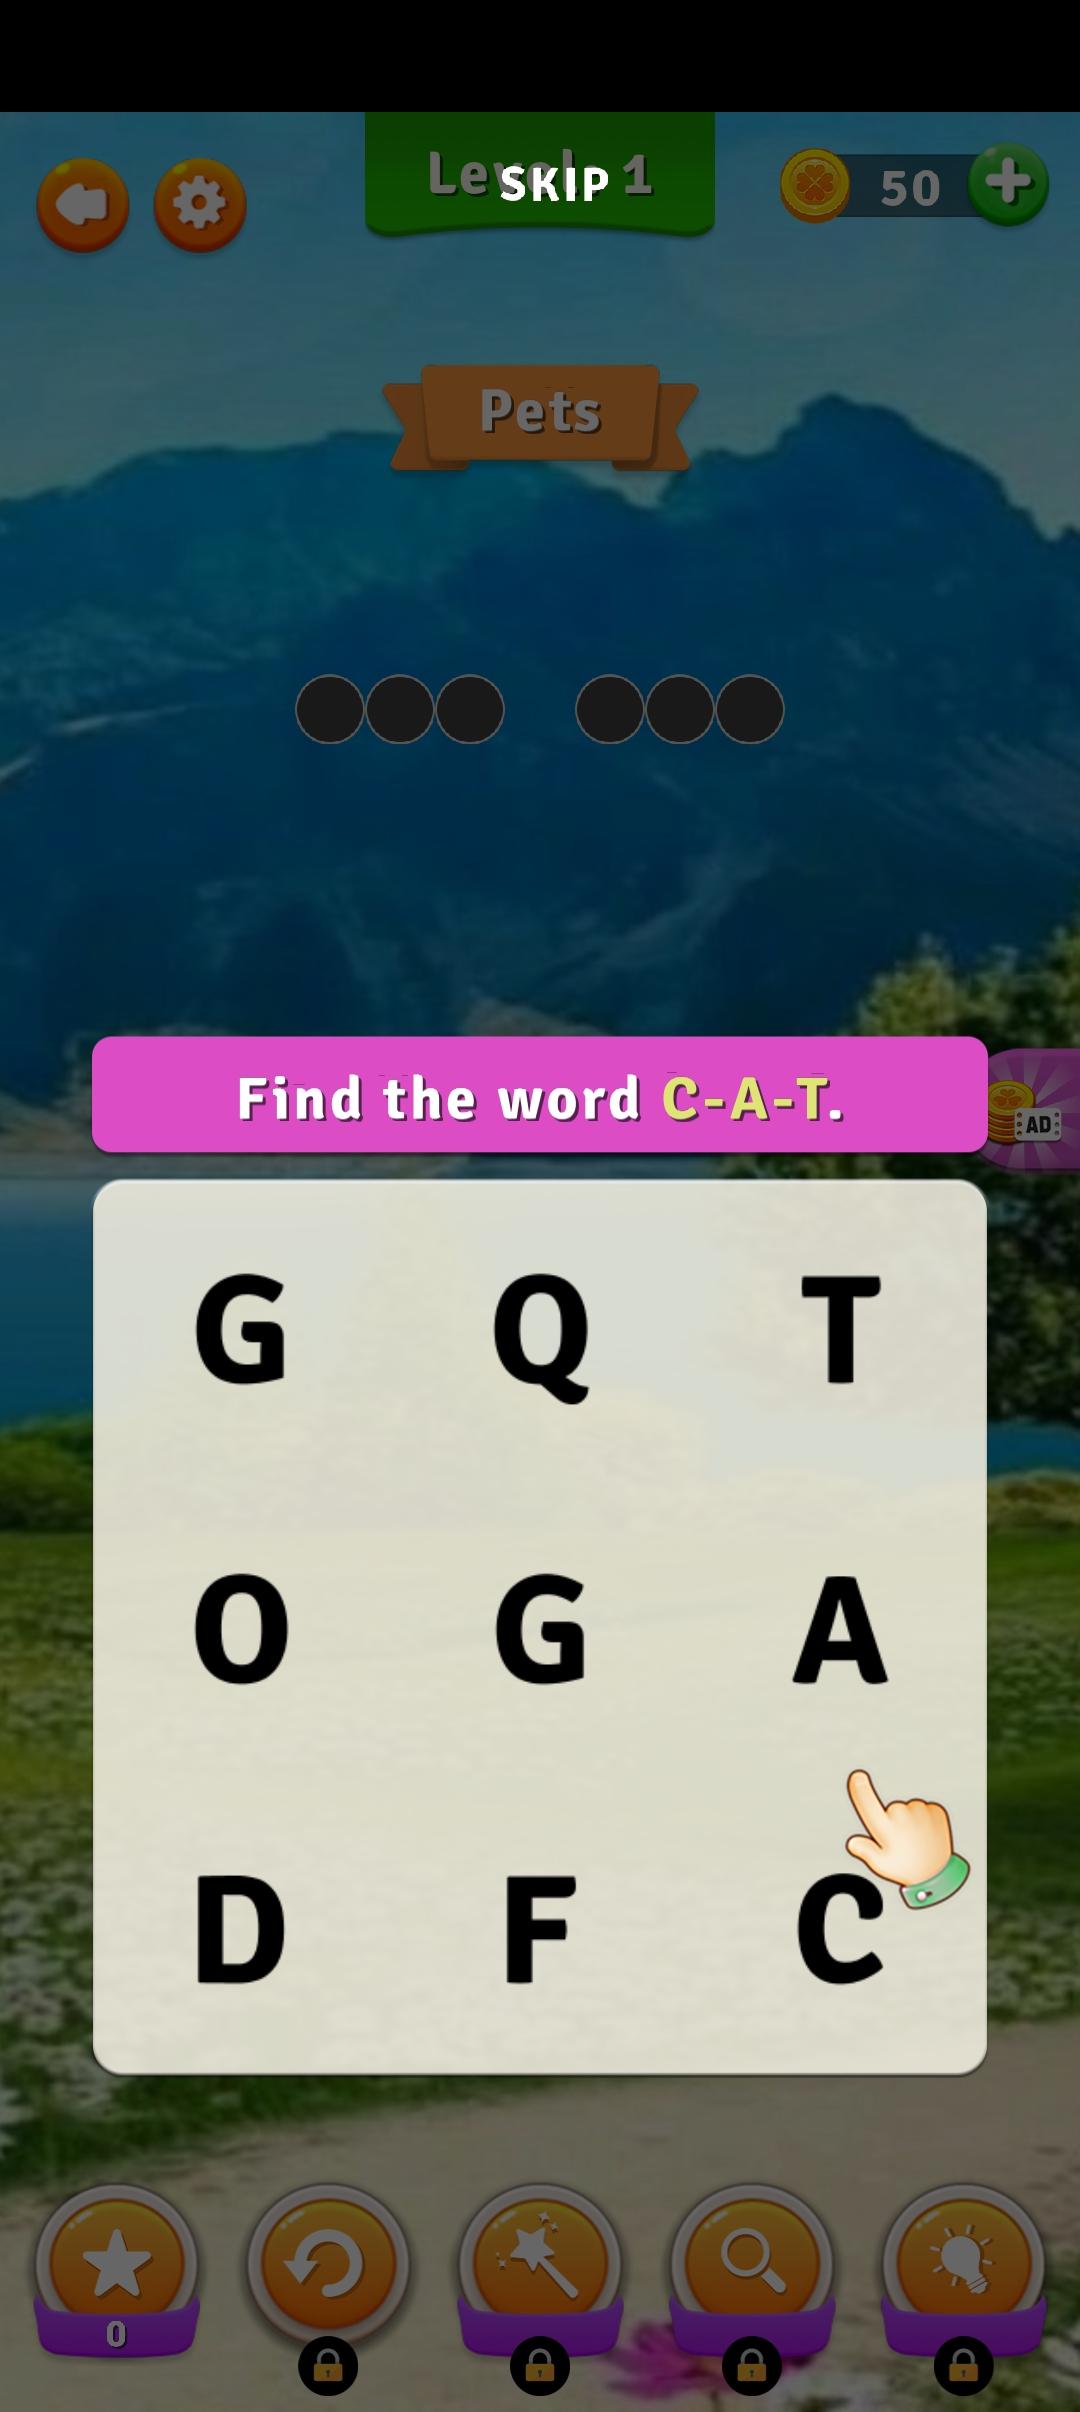 Level 1
SKIP
50
Pets
Find the word C-A-T.
AD
G Q T
O G A
D F C
0